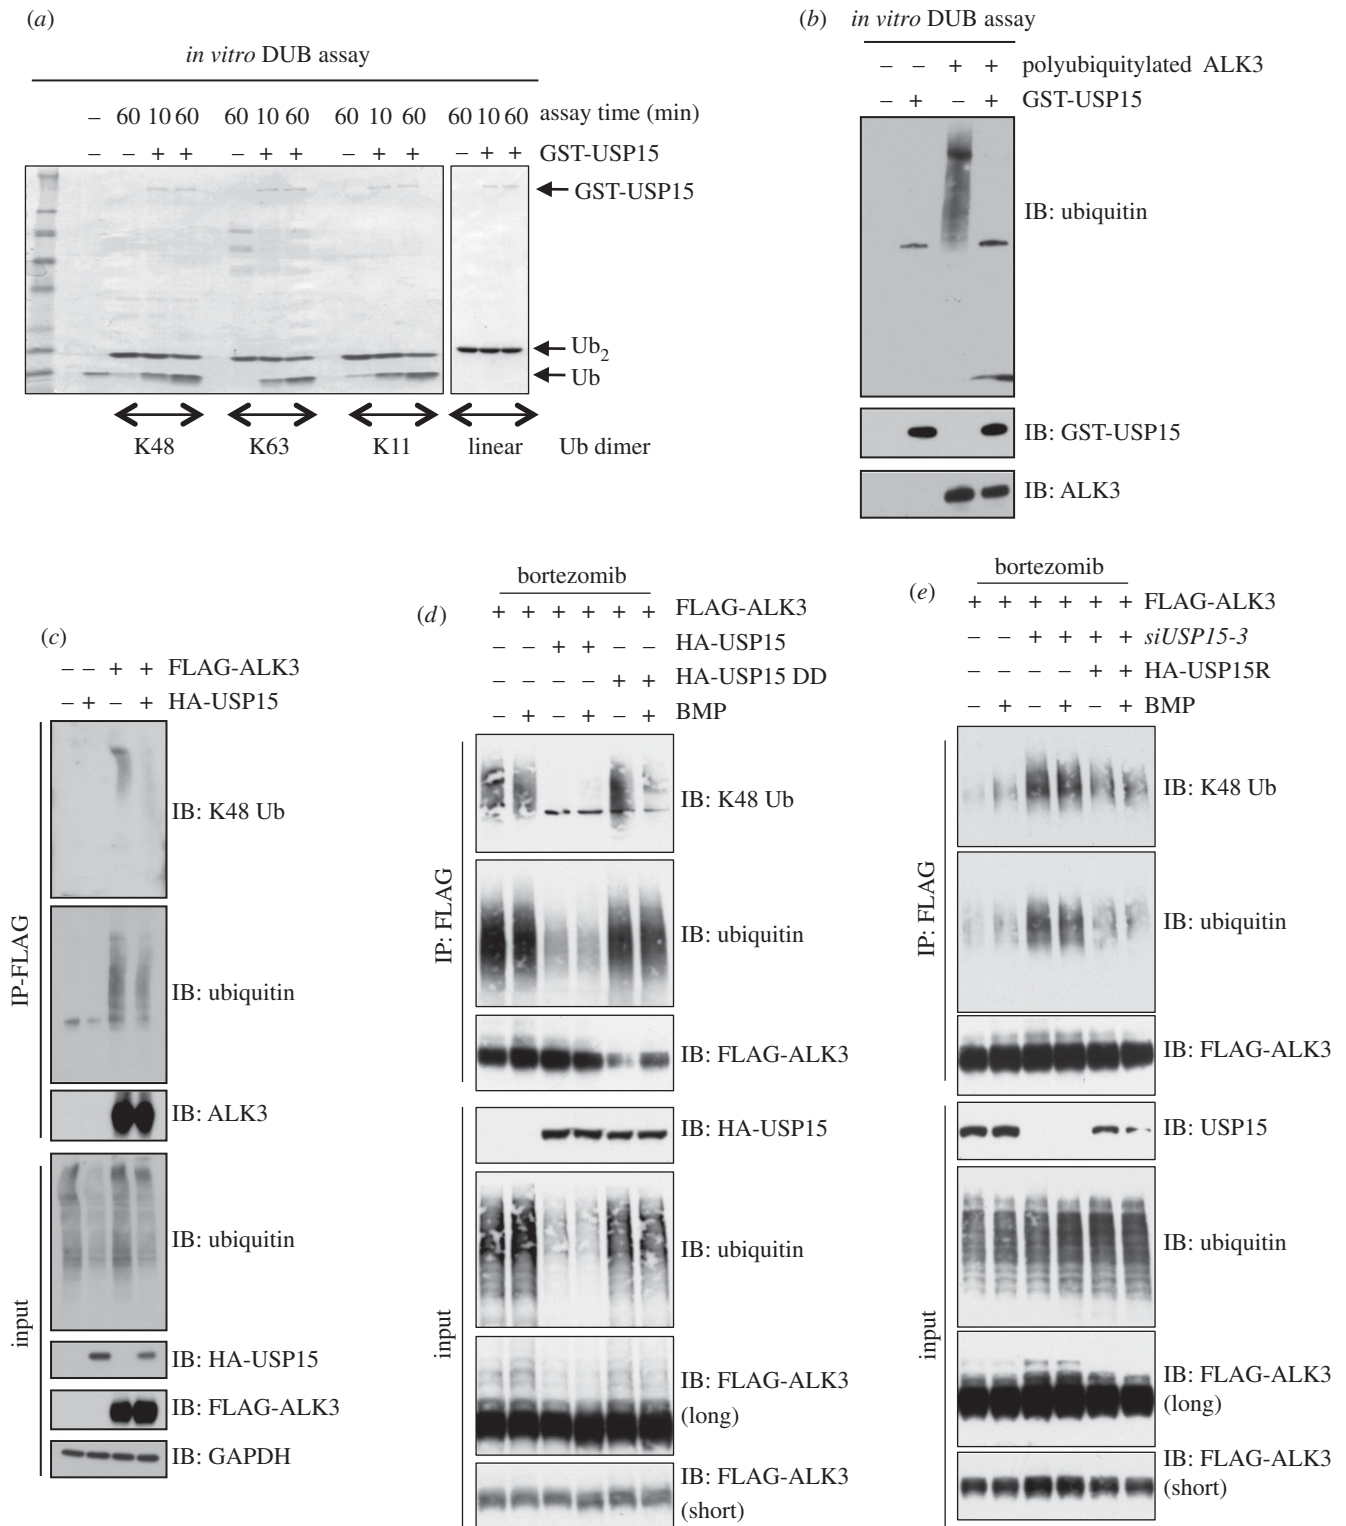 (a)
in vitro DUB assay
– 60 10 60 60 10 60 60 10 60 60 10 60 assay time (min)
– – + + – + + – + + – + + GST-USP15
GST-USP15
Ub2
Ub
K48 K63 K11 linear Ub dimer
(b) in vitro DUB assay
– – + + polyubiquitylated ALK3
– + – + GST-USP15
IB: ubiquitin
IB: GST-USP15
IB: ALK3
(c)
– – + + FLAG-ALK3
– + – + HA-USP15
IP-FLAG
IB: K48 Ub
IB: ubiquitin
IB: ALK3
input
IB: ubiquitin
IB: HA-USP15
IB: FLAG-ALK3
IB: GAPDH
(d)
bortezomib
+ + + + + + FLAG-ALK3
– – + + – – HA-USP15
– – – – + + HA-USP15 DD
– + – + – + BMP
IP: FLAG
IB: K48 Ub
IB: ubiquitin
IB: FLAG-ALK3
input
IB: HA-USP15
IB: ubiquitin
IB: FLAG-ALK3
(long)
IB: FLAG-ALK3
(short)
(e)
bortezomib
+ + + + + + FLAG-ALK3
– – + + + + siUSP15-3
– – – – + + HA-USP15R
– + – + – + BMP
IP: FLAG
IB: K48 Ub
IB: ubiquitin
IB: FLAG-ALK3
input
IB: USP15
IB: ubiquitin
IB: FLAG-ALK3
(long)
IB: FLAG-ALK3
(short)